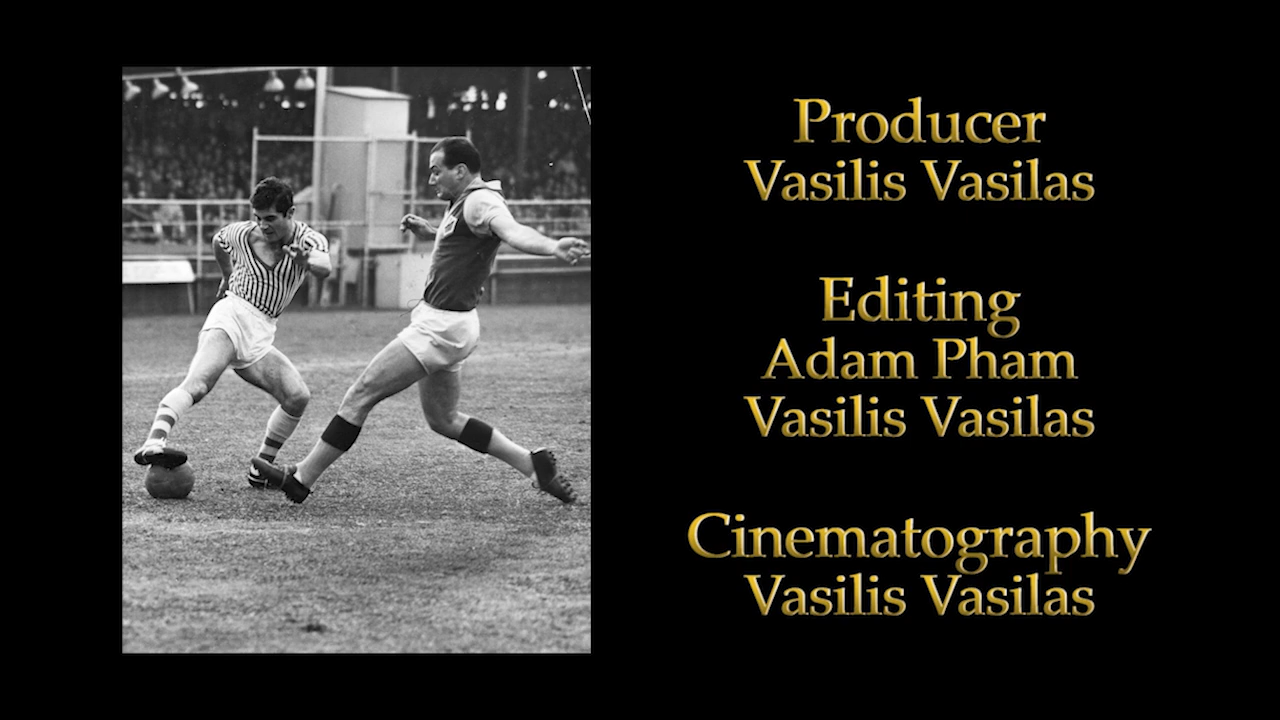 Producer
Vasilis Vasilas
Editing
Adam Pham
Vasilis Vasilas
Cinematography
Vasilis Vasilas